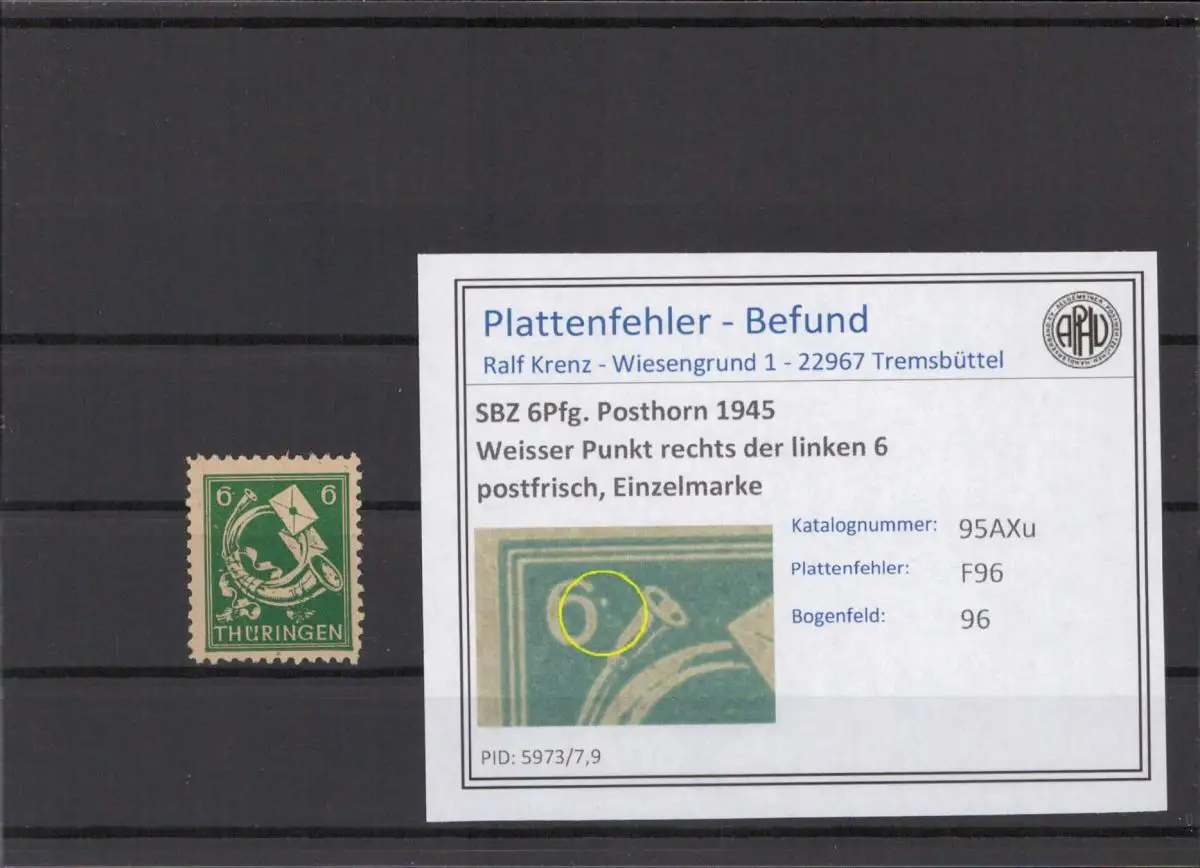 6 6
THÜRINGEN
Plattenfehler - Befund
Ralf Krenz - Wiesengrund 1 - 22967 Tremsbüttel
APHV
SBZ 6Pfg. Posthorn 1945
Weisser Punkt rechts der linken 6
postfrisch, Einzelmarke
6
Katalognummer: 95AXu
Plattenfehler: F96
Bogenfeld: 96
PID: 5973/7,9